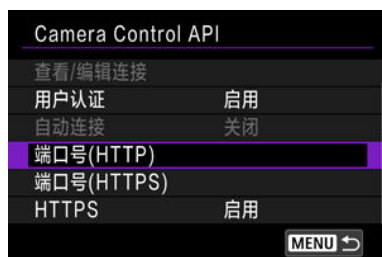 Camera Control API
查看/编辑连接
用户认证 启用
自动连接 关闭
端口号(HTTP)
端口号(HTTPS)
HTTPS 启用
MENU